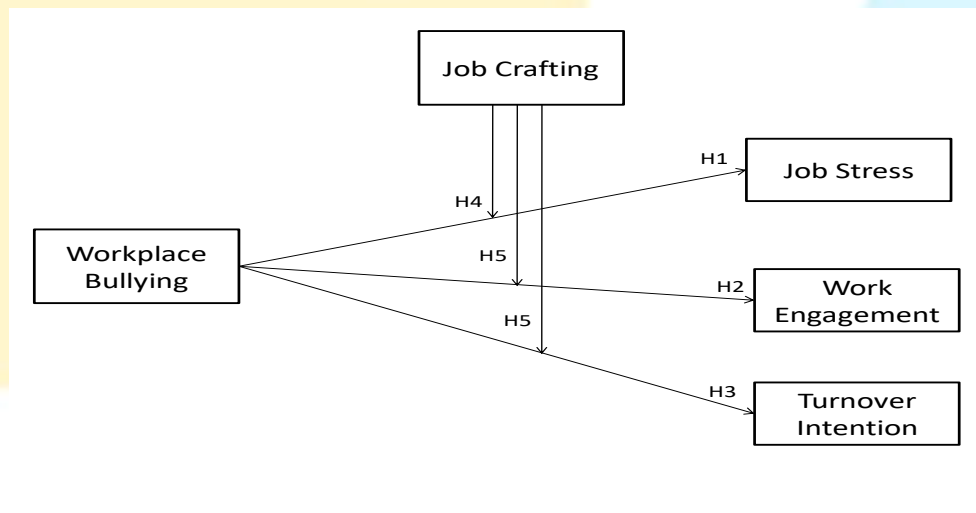 Job Crafting
H1
Job Stress
H4
Workplace
Bullying
H5
H2
Work
Engagement
H5
H3
Turnover
Intention